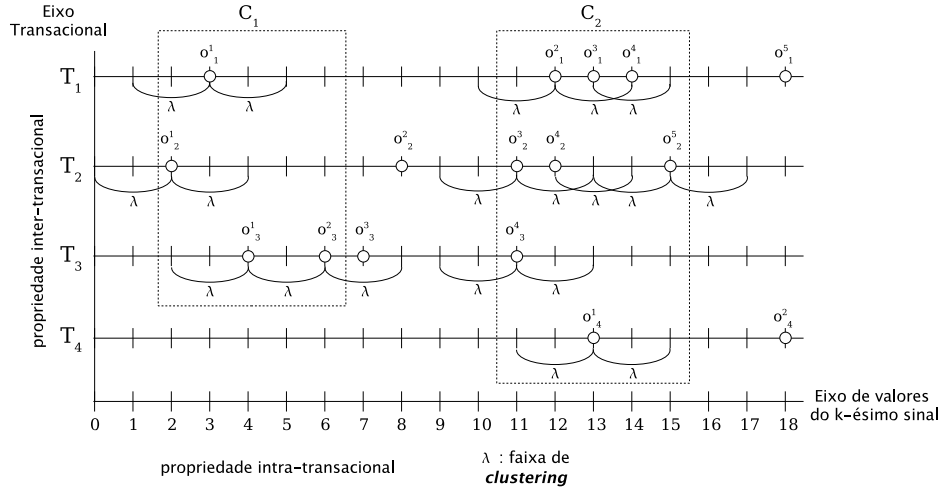 Eixo
Transacional
C1
C2
T1
o¹1
o²1
o³1
o⁴1
o⁵1
λ
λ
λ
λ
λ
T2
o¹2
o²2
o³2
o⁴2
o⁵2
λ
λ
λ
λ
λ
λ
λ
T3
o¹3
o²3
o³3
o⁴3
λ
λ
λ
λ
λ
T4
o¹4
o²4
λ
λ
propriedade inter-transacional
0 1 2 3 4 5 6 7 8 9 10 11 12 13 14 15 16 17 18
Eixo de valores
do k-ésimo sinal
propriedade intra-transacional
λ : faixa de
clustering